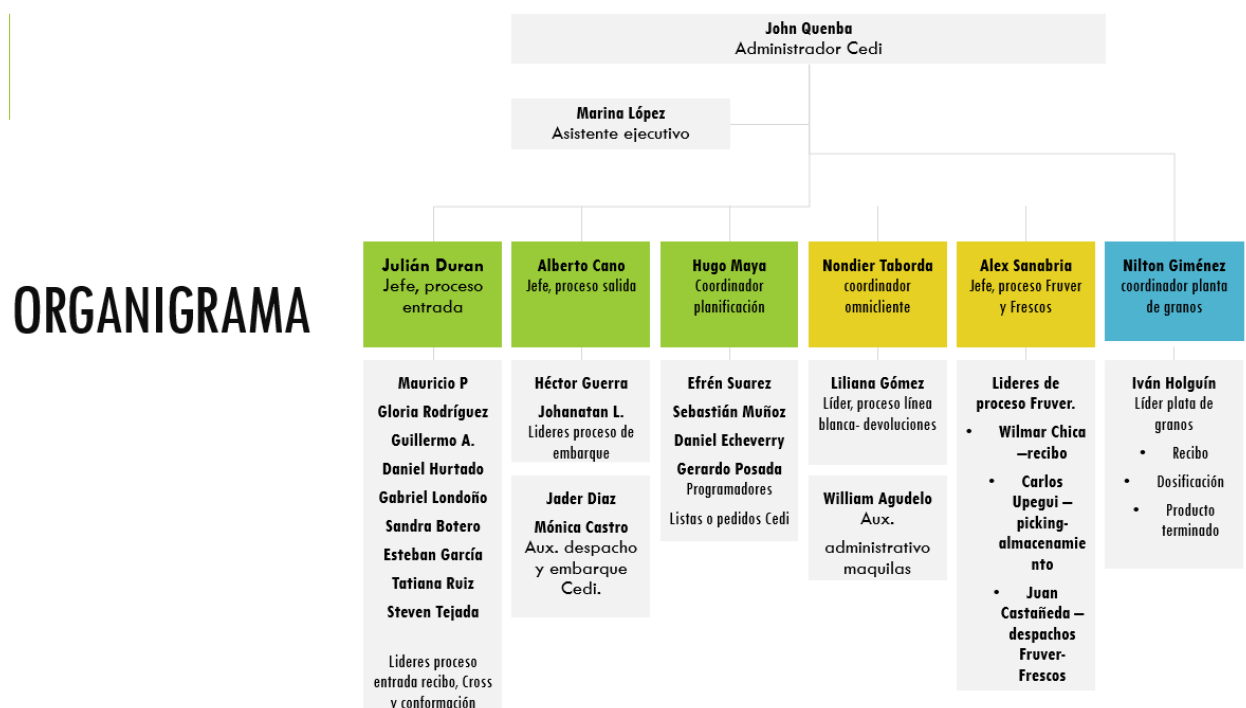 John Quenba
Administrador Cedi
Marina López
Asistente ejecutivo
ORGANIGRAMA
Julián Duran
Jefe, proceso
entrada
Alberto Cano
Jefe, proceso salida
Hugo Maya
Coordinador
planificación
Nondier Taborda
coordinador
omnicliente
Alex Sanabria
Jefe, proceso Fruver
y Frescos
Nilton Giménez
coordinador planta
de granos
Mauricio P
Gloria Rodríguez
Guillermo A.
Daniel Hurtado
Gabriel Londoño
Sandra Botero
Esteban García
Tatiana Ruiz
Steven Tejada
Lideres proceso
entrada recibo, Cross
y conformación
Héctor Guerra
Johanatan L.
Lideres proceso de
embarque
Jader Diaz
Mónica Castro
Aux. despacho
y embarque
Cedi.
Efrén Suarez
Sebastián Muñoz
Daniel Echeverry
Gerardo Posada
Programadores
Listas o pedidos Cedi
Liliana Gómez
Líder, proceso línea
blanca- devoluciones
William Agudelo
Aux.
administrativo
maquilas
Lideres de
proceso Fruver.
• Wilmar Chica
–recibo
• Carlos
Upegui –
picking-
almacenamie
nto
• Juan
Castañeda –
despachos
Fruver-
Frescos
Iván Holguín
Líder plata de
granos
• Recibo
• Dosificación
• Producto
terminado